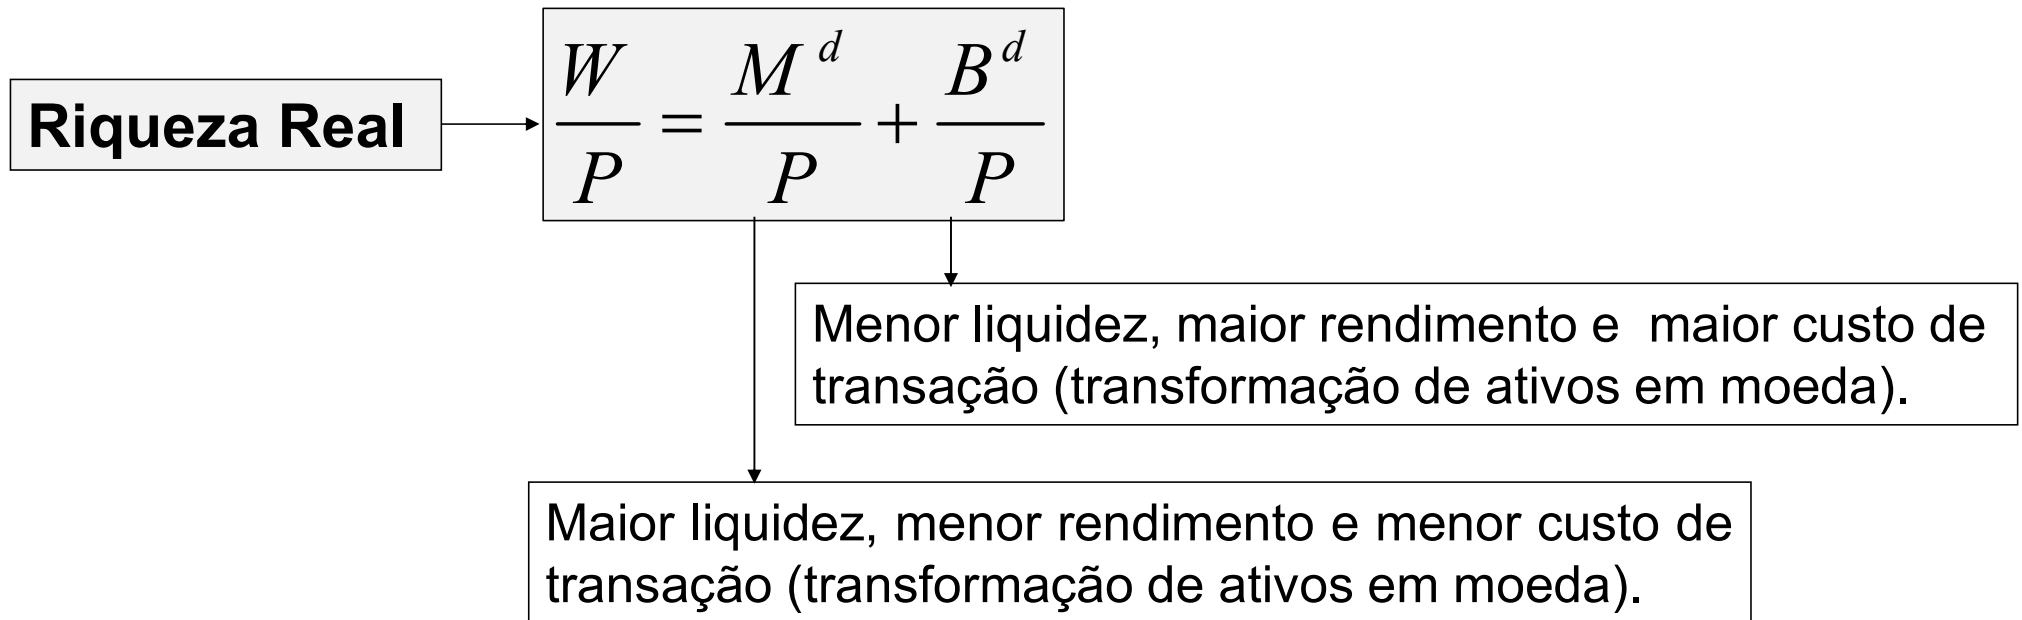 Riqueza Real
W/P = M^d/P + B^d/P
Menor liquidez, maior rendimento e maior custo de
transação (transformação de ativos em moeda).
Maior liquidez, menor rendimento e menor custo de
transação (transformação de ativos em moeda).